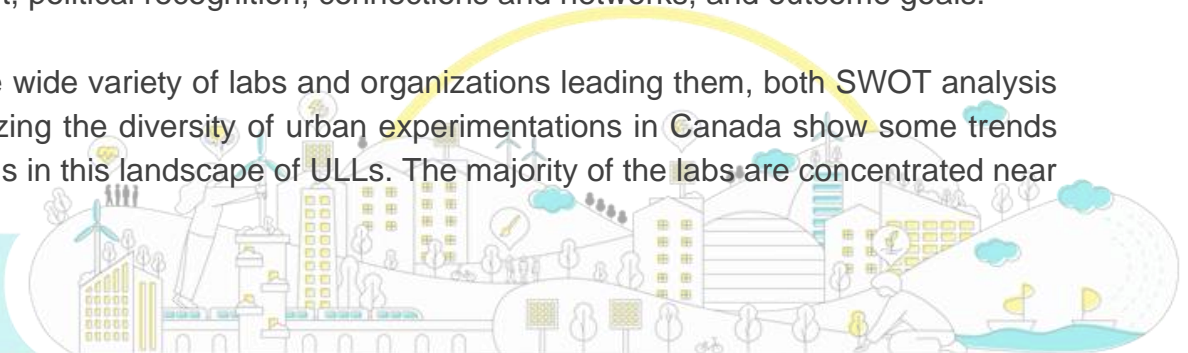 political recognition, connections and networks, and outcome goals.
wide variety of labs and organizations leading them, both SWOT analysis
the diversity of urban experimentations in Canada show some trends
in this landscape of ULLs. The majority of the labs are concentrated near